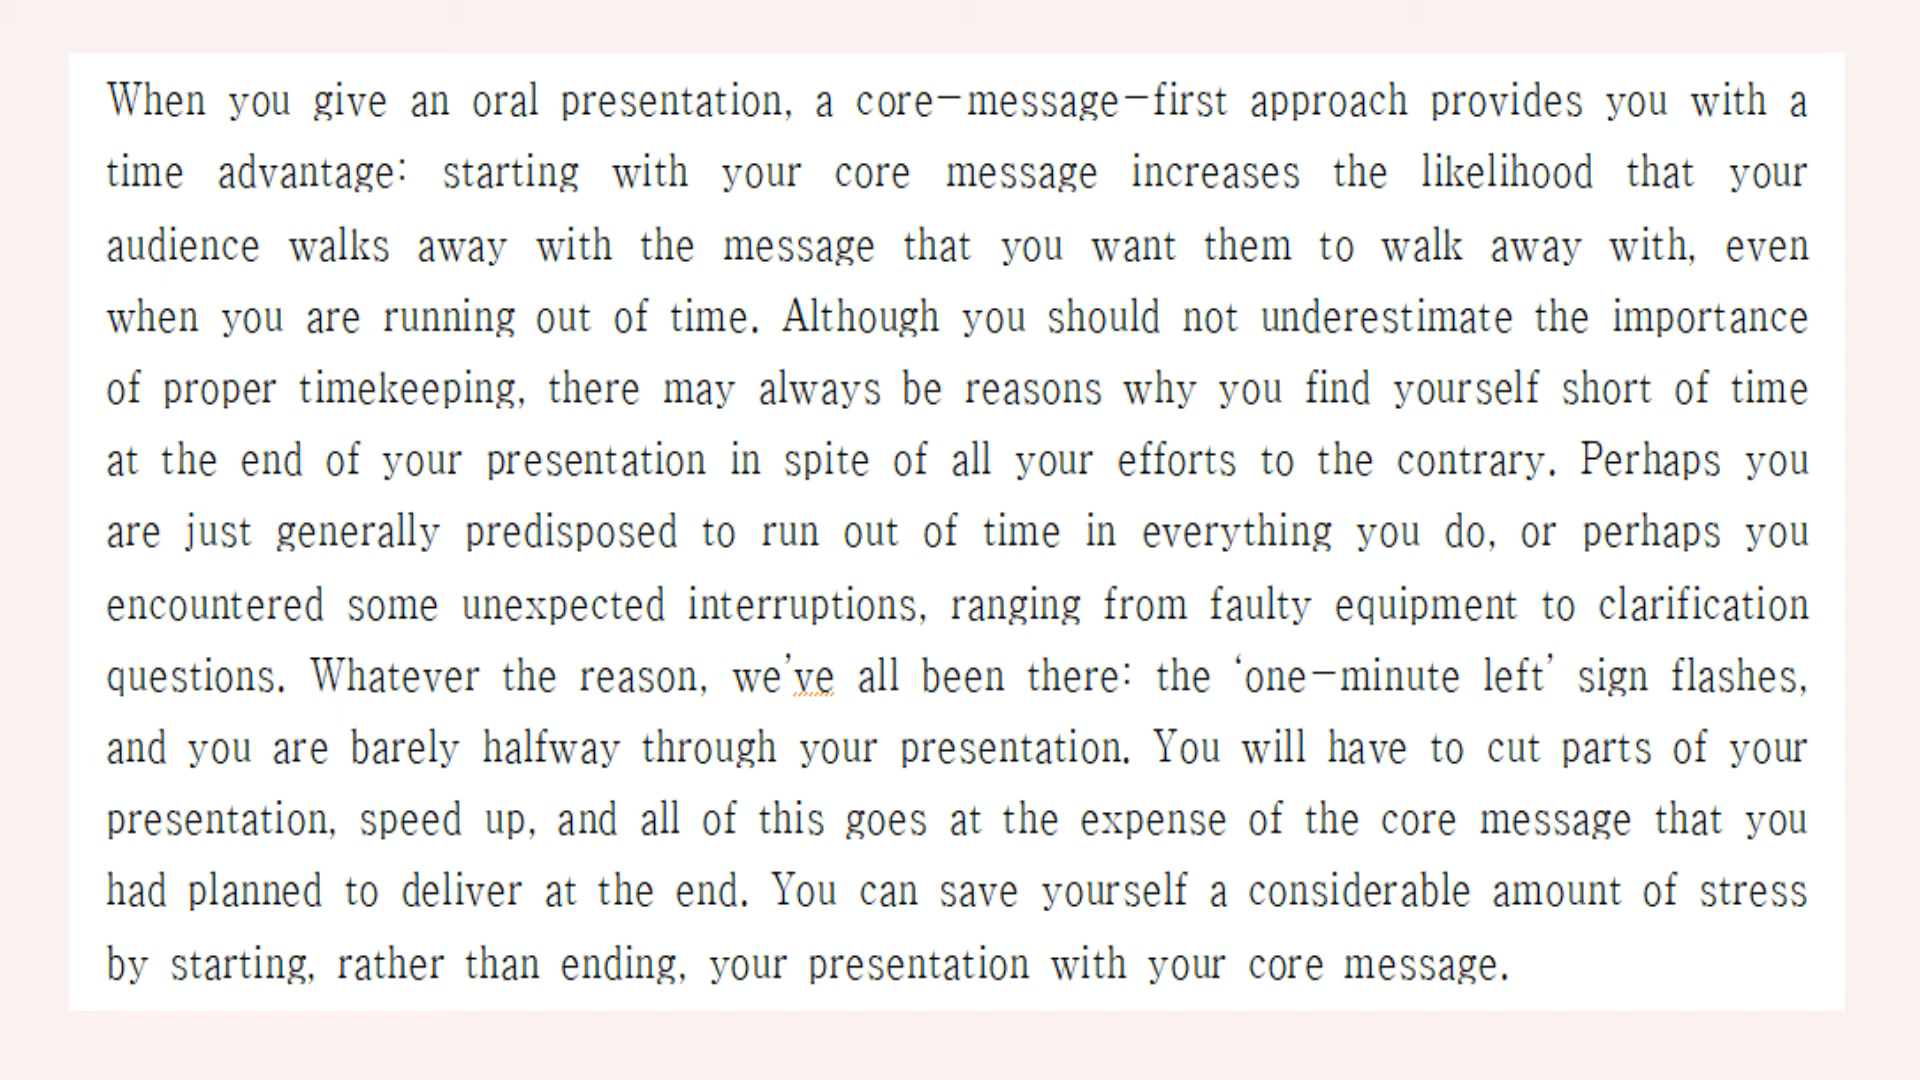 When you give an oral presentation, a core-message-first approach provides you with a
time advantage: starting with your core message increases the likelihood that your
audience walks away with the message that you want them to walk away with, even
when you are running out of time. Although you should not underestimate the importance
of proper timekeeping, there may always be reasons why you find yourself short of time
at the end of your presentation in spite of all your efforts to the contrary. Perhaps you
are just generally predisposed to run out of time in everything you do, or perhaps you
encountered some unexpected interruptions, ranging from faulty equipment to clarification
questions. Whatever the reason, we’ve all been there: the ‘one-minute left’ sign flashes,
and you are barely halfway through your presentation. You will have to cut parts of your
presentation, speed up, and all of this goes at the expense of the core message that you
had planned to deliver at the end. You can save yourself a considerable amount of stress
by starting, rather than ending, your presentation with your core message.